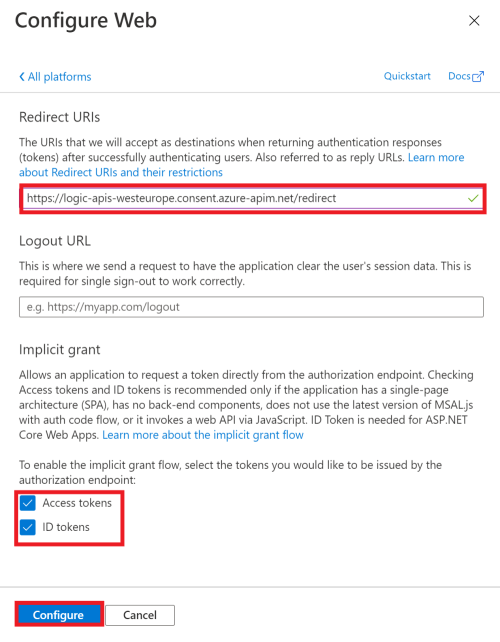 Configure Web
All platforms
Quickstart
Docs
Redirect URIs
The URIs that we will accept as destinations when returning authentication responses
(tokens) after successfully authenticating users. Also referred to as reply URLs. Learn more
about Redirect URIs and their restrictions
https://logic-apis-westeurope.consent.azure-apim.net/redirect
Logout URL
This is where we send a request to have the application clear the user's session data. This is
required for single sign-out to work correctly.
e.g. https://myapp.com/logout
Implicit grant
Allows an application to request a token directly from the authorization endpoint. Checking
Access tokens and ID tokens is recommended only if the application has a single-page
architecture (SPA), has no back-end components, does not use the latest version of MSAL.js
with auth code flow, or it invokes a web API via JavaScript. ID Token is needed for ASP.NET
Core Web Apps. Learn more about the implicit grant flow
To enable the implicit grant flow, select the tokens you would like to be issued by the
authorization endpoint:
Access tokens
ID tokens
Configure
Cancel